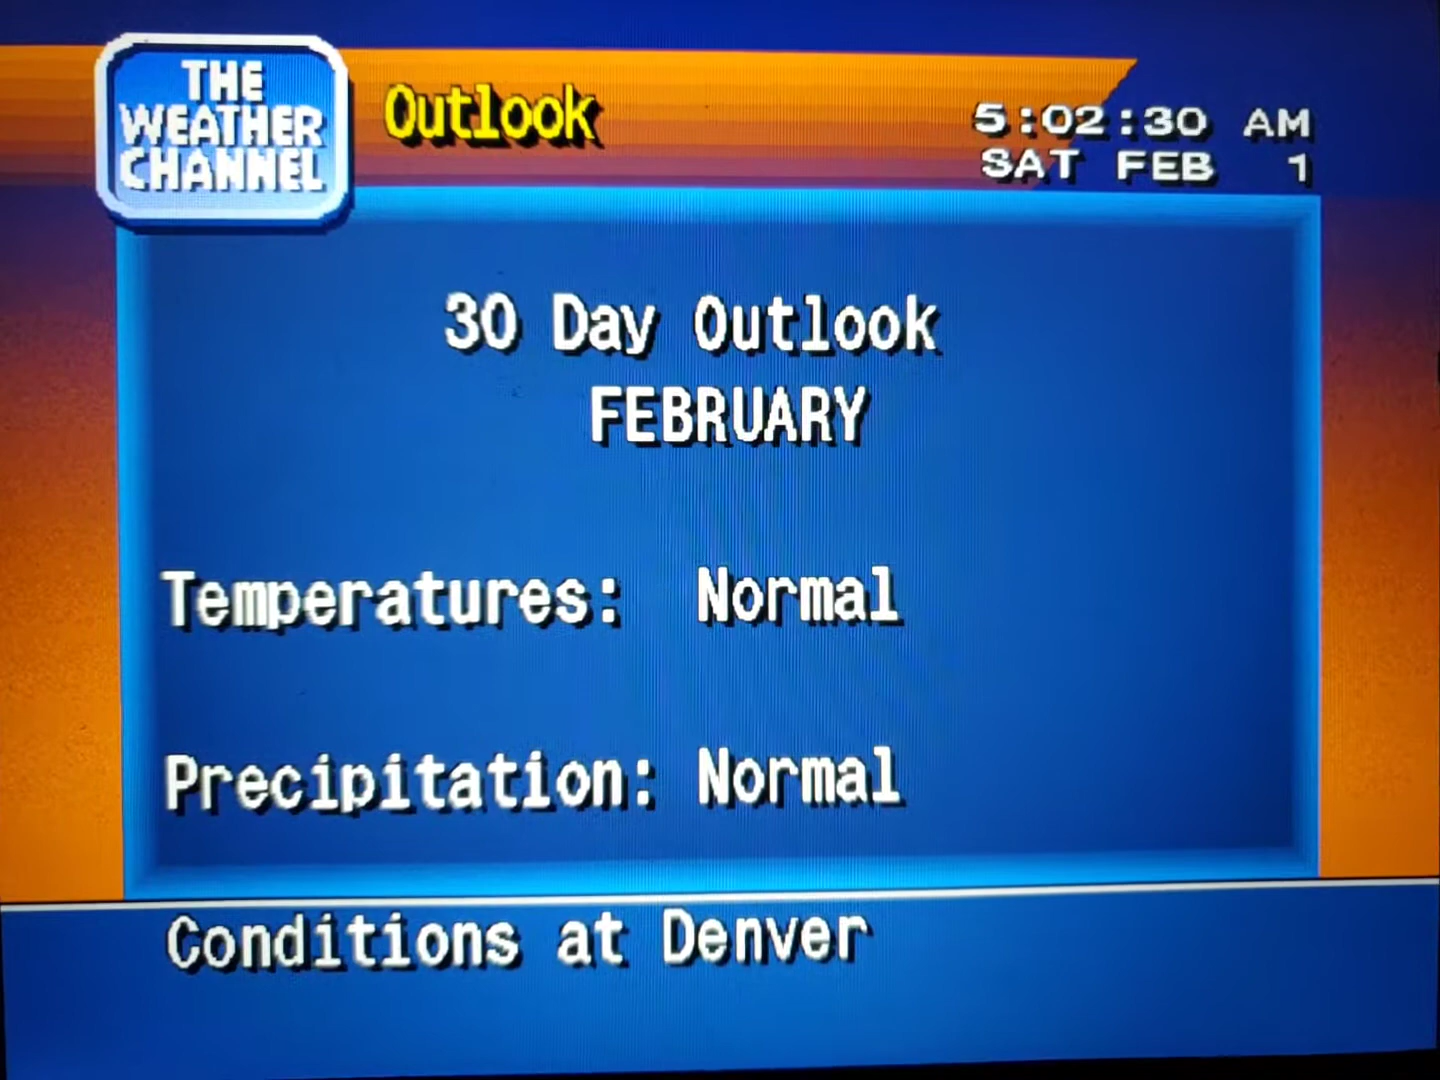 THE
WEATHER
CHANNEL
Outlook
5:02:30 AM
SAT FEB 1
30 Day Outlook
FEBRUARY
Temperatures: Normal
Precipitation: Normal
Conditions at Denver